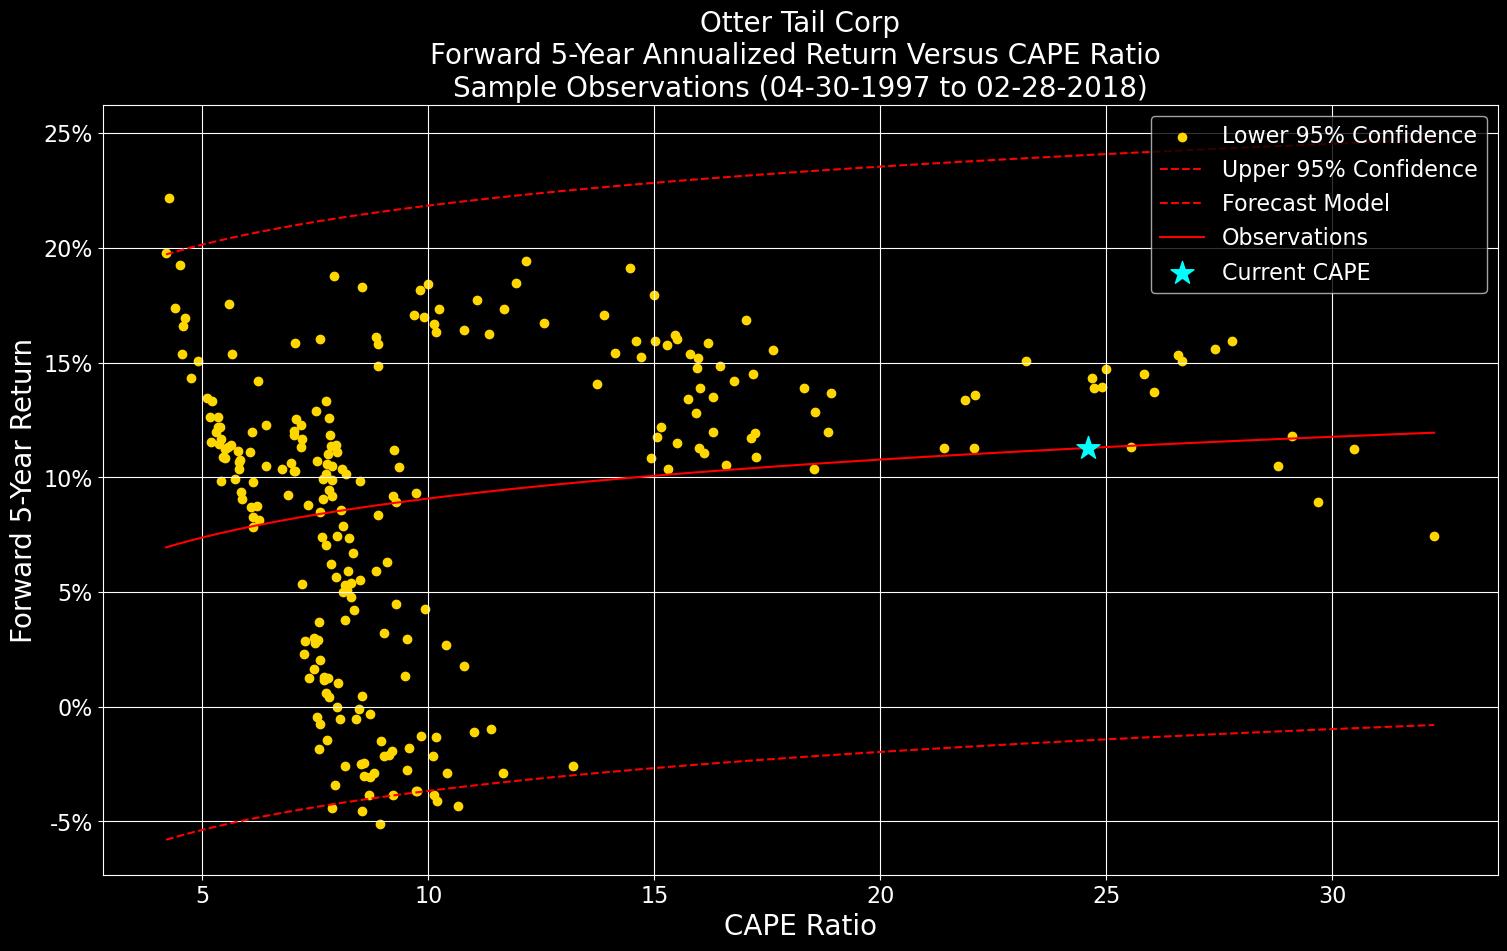 Otter Tail Corp
Forward 5-Year Annualized Return Versus CAPE Ratio
Sample Observations (04-30-1997 to 02-28-2018)
Lower 95% Confidence
Upper 95% Confidence
Forecast Model
Observations
Current CAPE
Forward 5-Year Return
25%
20%
15%
10%
5%
0%
-5%
5
10
15
20
25
30
CAPE Ratio